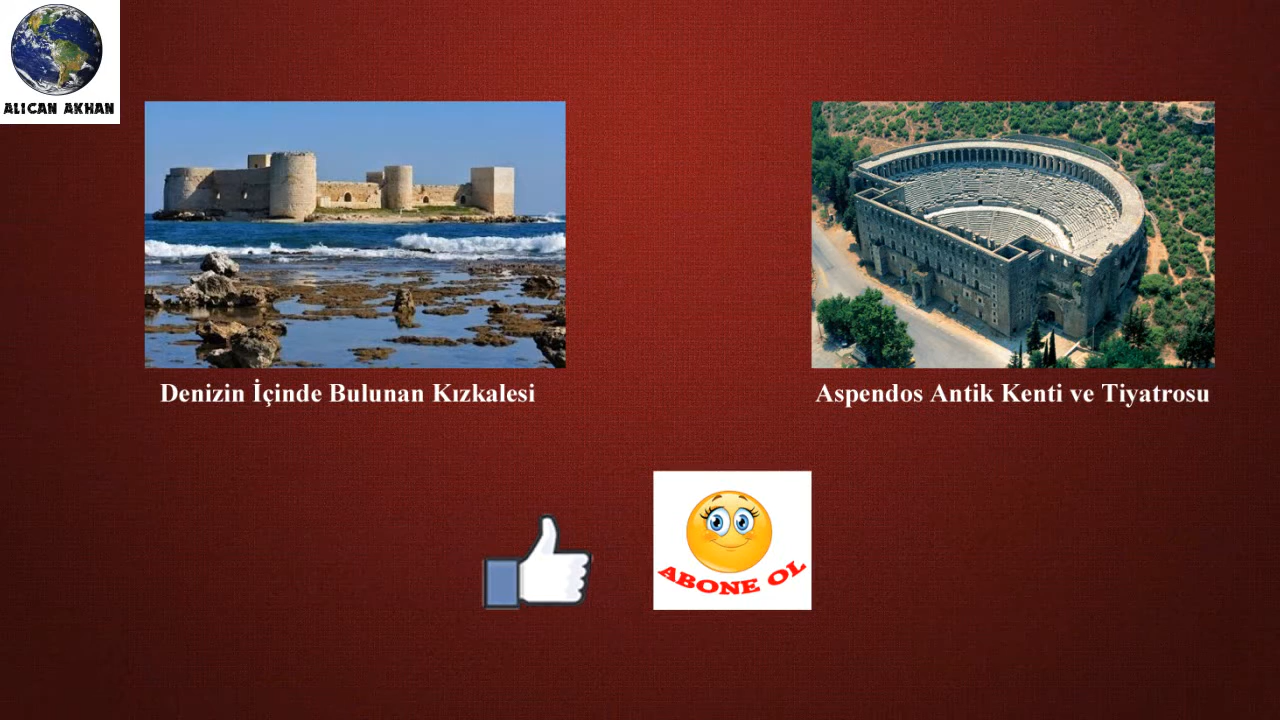 ALICAN AKHAN
Denizin İçinde Bulunan Kızkalesi
Aspendos Antik Kenti ve Tiyatrosu
ABONE OL